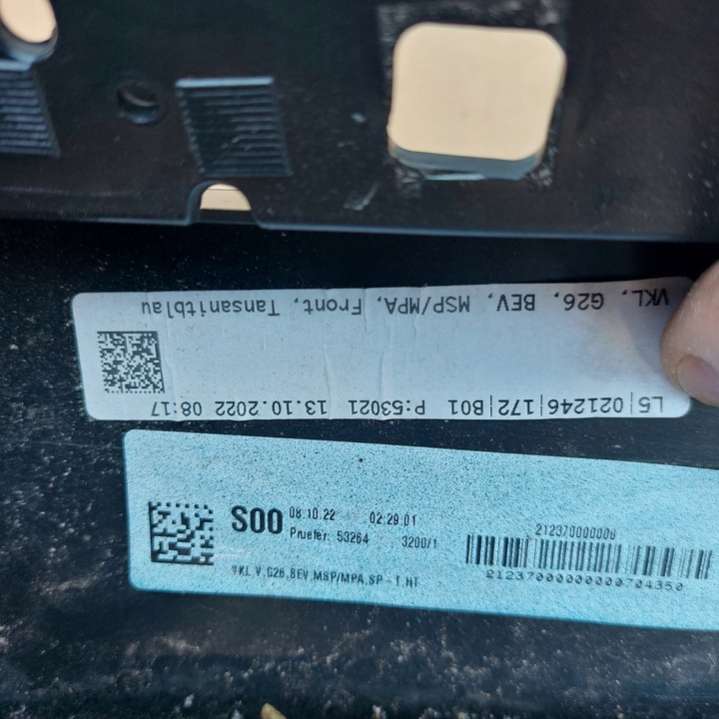 VKL, G26, BEV, MSP/MPA, Front, Tansanitblau
L5|021246|172|B01 P:53021 13.10.2022 08:17
S00 08.10.22 02:29:01
Pruefer: 53264 3200/1
212370000000
21237000000000704350
VKL V.G26,BEV,MSP/MPA,SP - T.HT